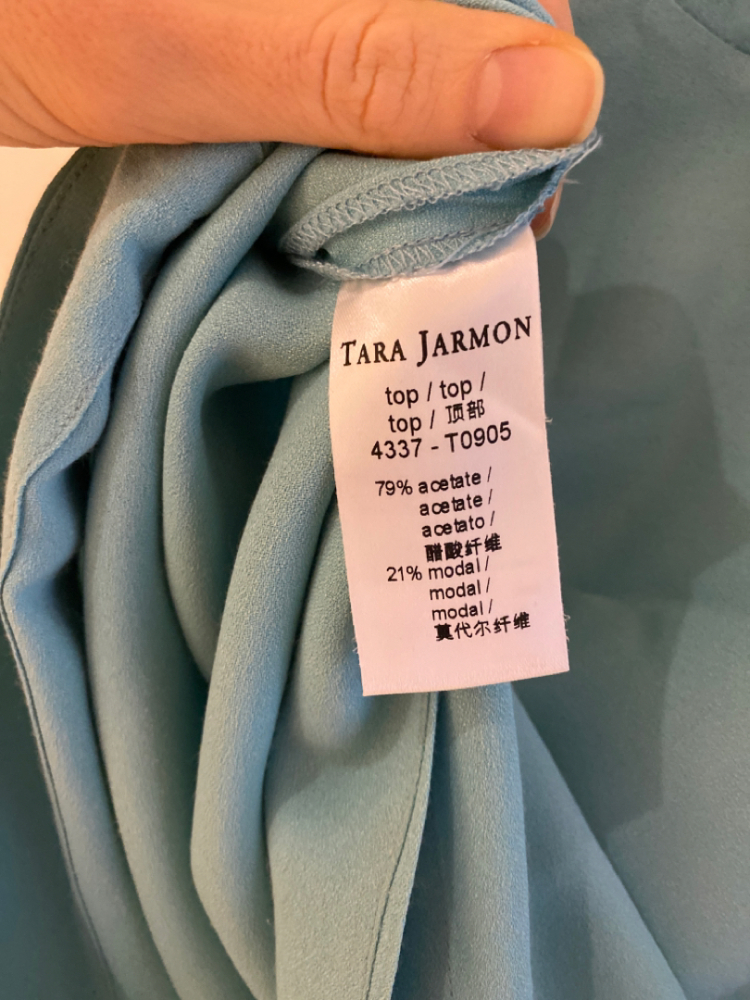 TARA JARMON
top / top /
top / 顶部
4337 - T0905
79% acetate /
acetate /
acetato /
醋酸纤维
21% modal /
modal /
modal /
莫代尔纤维